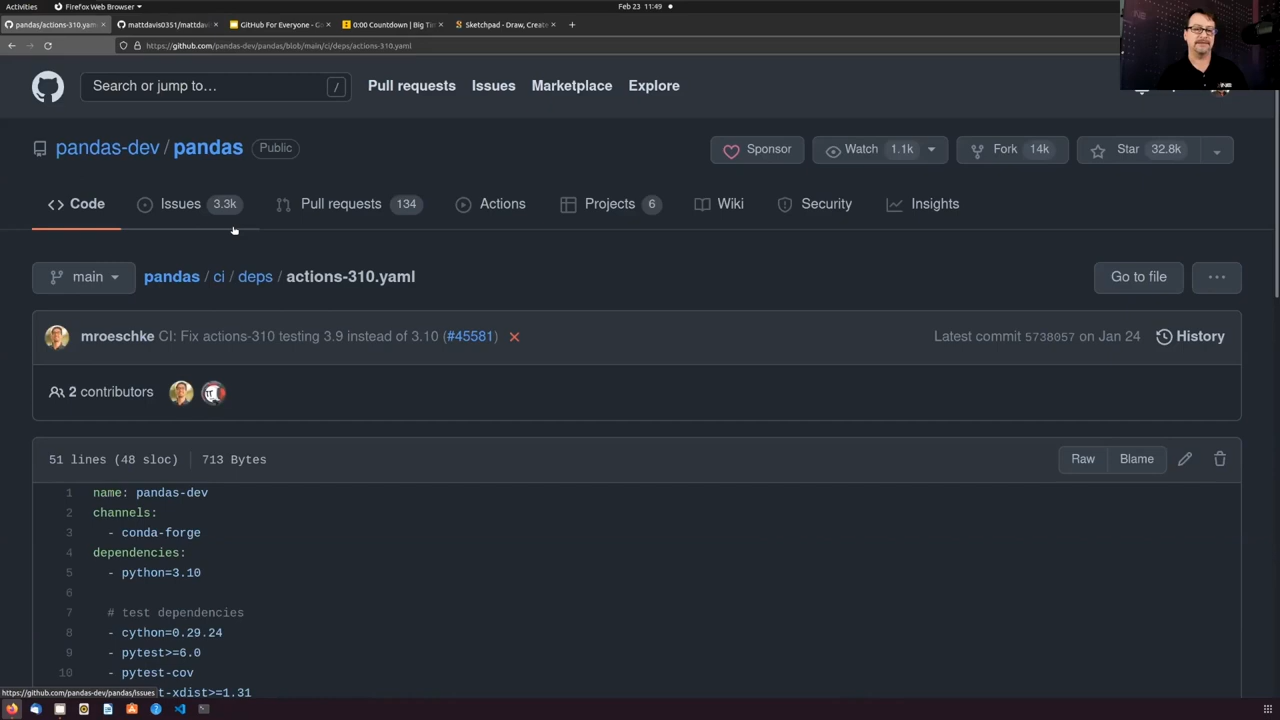 Activities
FireFox Web Browser
Feb 23 11:49
pandas/actions-310.yam
mattdavis0351/mattdav
GitHub For Everyone - Go
0:00 Countdown | Big Tim
Sketchpad - Draw, Create
https://github.com/pandas-dev/pandas/blob/main/ci/deps/actions-310.yaml
Search or jump to…
/
Pull requests
Issues
Marketplace
Explore
pandas-dev / pandas
Public
Sponsor
Watch 1.1k
Fork 14k
Star 32.8k
Code
Issues 3.3k
Pull requests 134
Actions
Projects 6
Wiki
Security
Insights
main
pandas / ci / deps / actions-310.yaml
Go to file
mroeschke CI: Fix actions-310 testing 3.9 instead of 3.10 (#45581)
Latest commit 5738057 on Jan 24
History
2 contributors
51 lines (48 sloc)
713 Bytes
Raw
Blame
1 name: pandas-dev
2 channels:
3 - conda-forge
4 dependencies:
5 - python=3.10
6
7 # test dependencies
8 - cython=0.29.24
9 - pytest>=6.0
10 - pytest-cov
https://github.com/pandas-dev/pandas/issues
t-xdist>=1.31